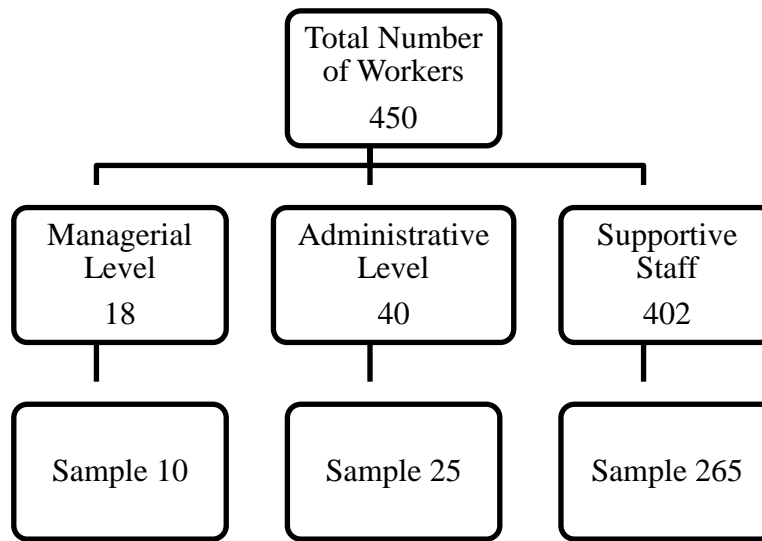 Total Number
of Workers
450
Managerial
Level
18
Administrative
Level
40
Supportive
Staff
402
Sample 10
Sample 25
Sample 265